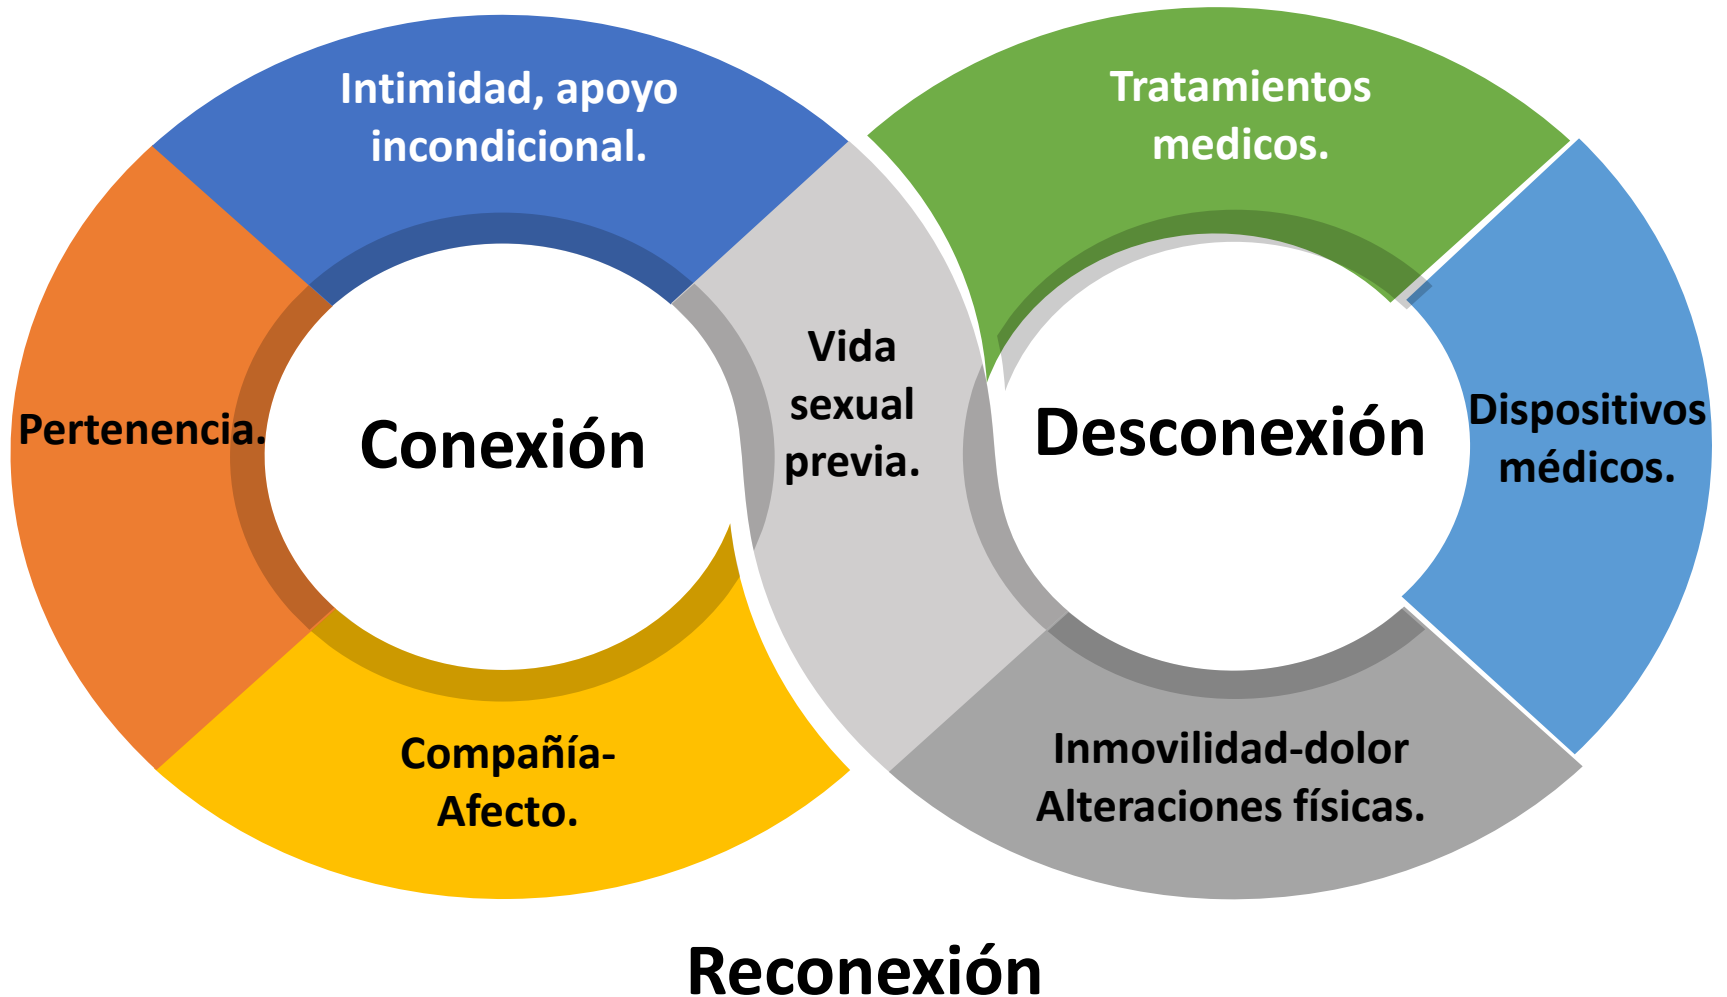 Intimidad, apoyo
incondicional.
Pertenencia.
Conexión
Compañía-
Afecto.
Vida
sexual
previa.
Tratamientos
medicos.
Desconexión
Dispositivos
médicos.
Inmovilidad-dolor
Alteraciones físicas.
Reconexión